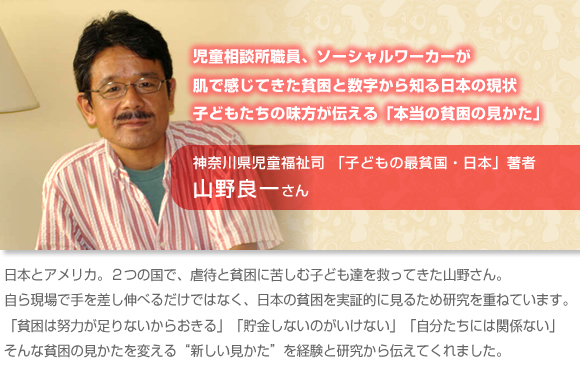 児童相談所職員、ソーシャルワーカーが
肌で感じてきた貧困と数字から知る日本の現状
子どもたちの味方が伝える「本当の貧困の見かた」
神奈川県児童福祉司 「子どもの最貧国・日本」著者
山野良一さん
日本とアメリカ。２つの国で、虐待と貧困に苦しむ子ども達を救ってきた山野さん。
自ら現場で手を差し伸べるだけではなく、日本の貧困を実証的に見るため研究を重ねています。
「貧困は努力が足りないからおきる」「貯金しないのがいけない」「自分たちには関係ない」
そんな貧困の見かたを変える“新しい見かた”を経験と研究から伝えてくれました。